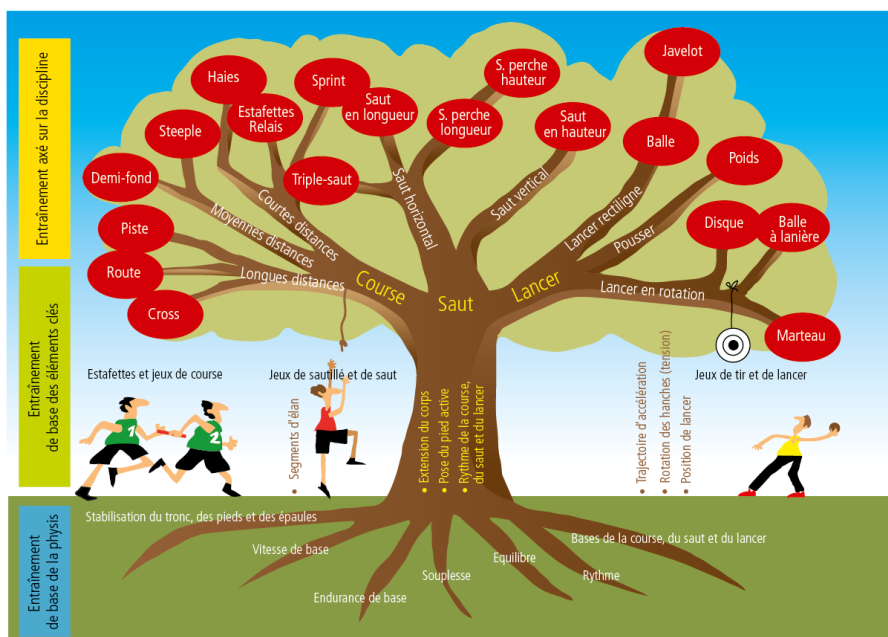 Entraînement axé sur la discipline
Haies
Sprint
Saut
en longueur
S. perche
hauteur
Javelot
Steeple
Estafettes
Relais
S. perche
longueur
Saut
en hauteur
Balle
Poids
Demi-fond
Triple-saut
Piste
Disque
Balle
à lanière
Route
Cross
Marteau
Courtes distances
Moyennes distances
Longues distances
Saut horizontal
Saut vertical
Lancer rectiligne
Pousser
Lancer en rotation
Course
Saut
Lancer
Entraînement
de base des éléments clés
Estafettes et jeux de course
Jeux de sautillé et de saut
Jeux de tir et de lancer
• Segments d'élan
• Extension du corps
• Pose du pied active
• Rythme de la course,
du saut et du lancer
• Trajectoire d'accélération
• Rotation des hanches (tension)
• Position de lancer
1
2
Entraînement
de base de la physis
Stabilisation du tronc, des pieds et des épaules
Vitesse de base
Endurance de base
Souplesse
Equilibre
Rythme
Bases de la course, du saut et du lancer